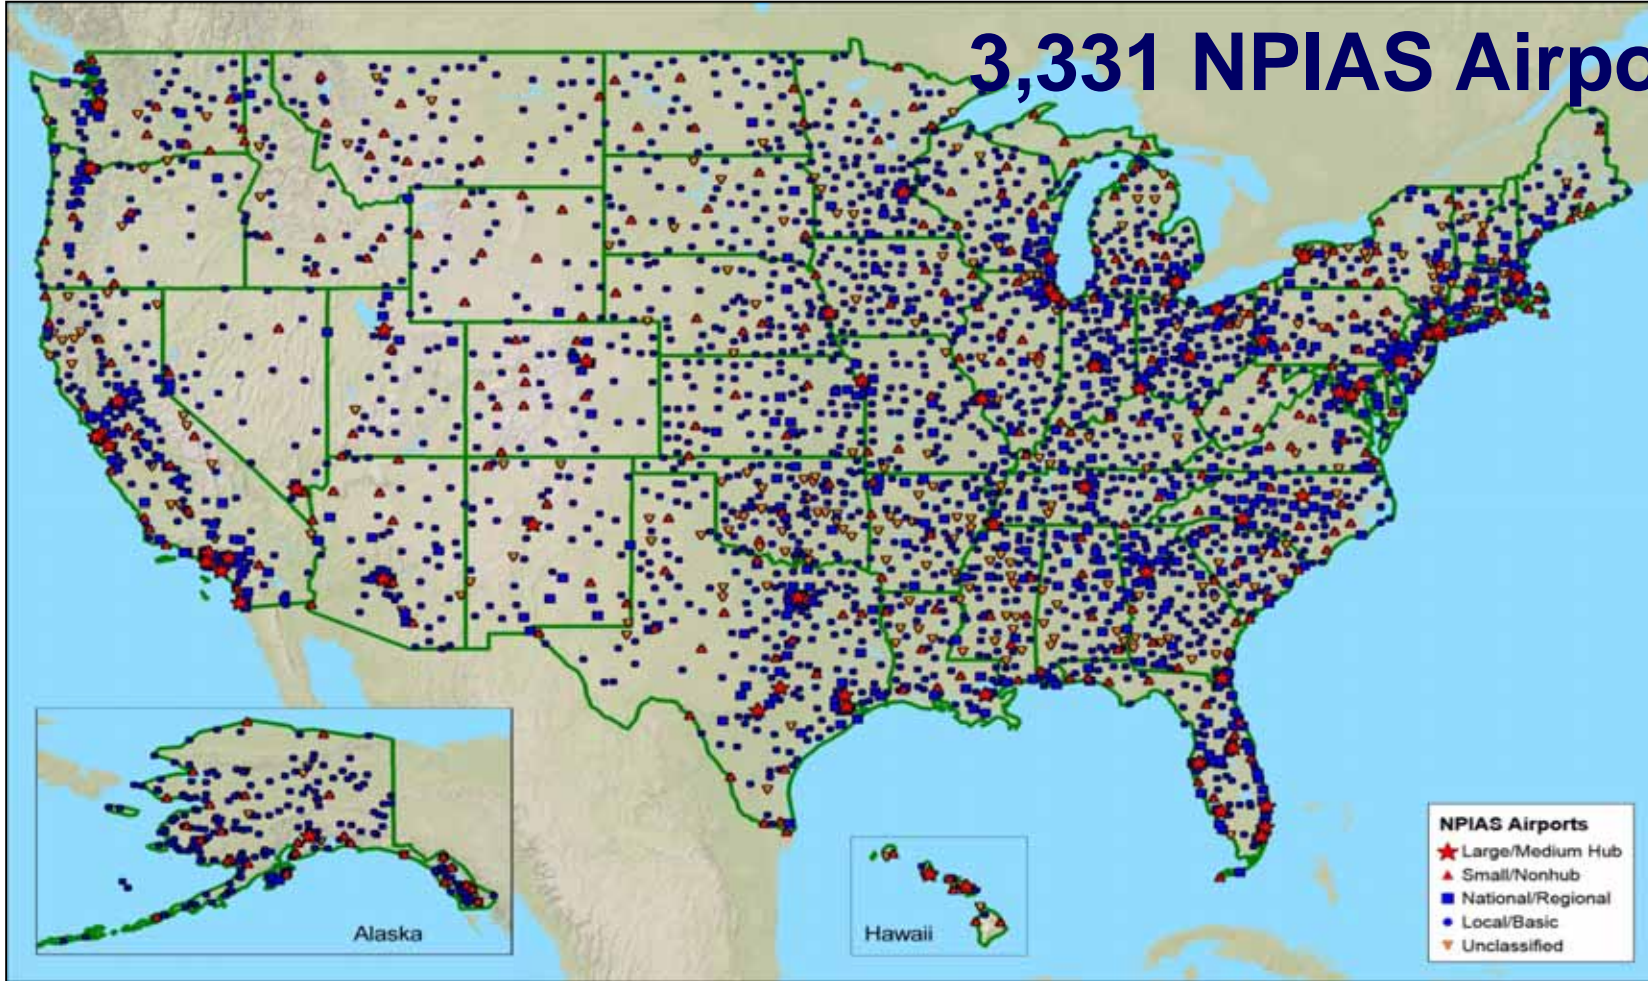 3,331 NPIAS Airpo
Alaska
Hawaii
NPIAS Airports
Large/Medium Hub
Small/Nonhub
National/Regional
Local/Basic
Unclassified